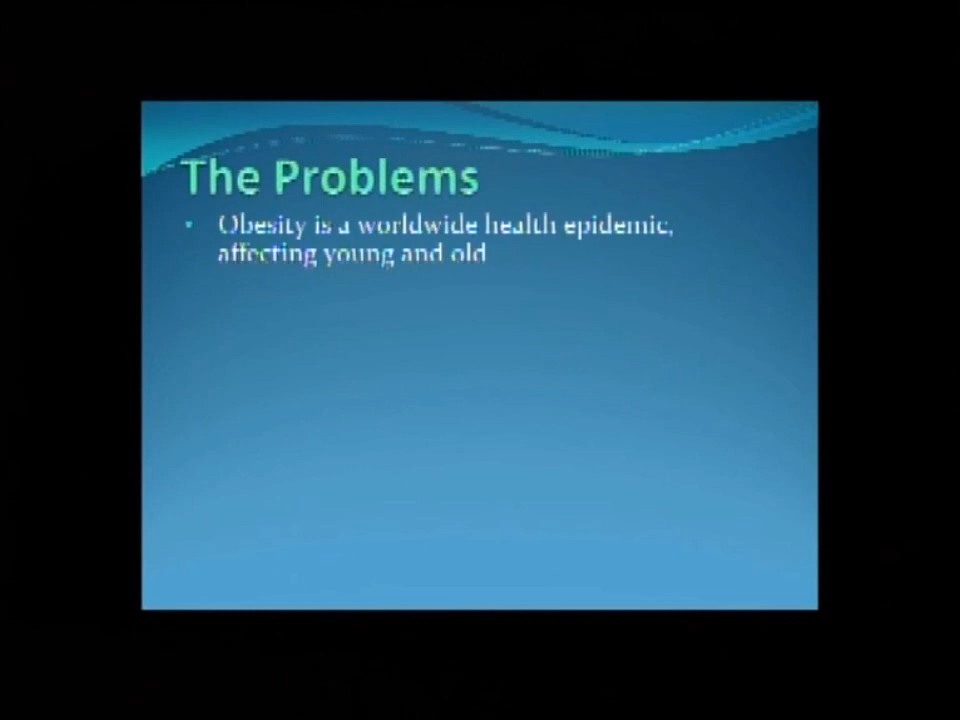 The Problems
• Obesity is a worldwide health epidemic,
affecting young and old